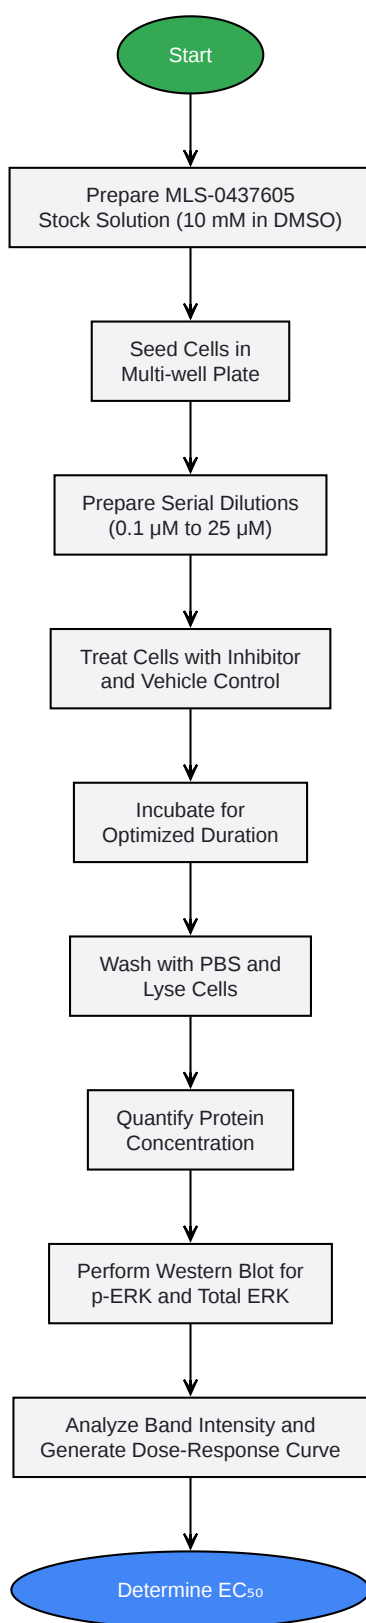 Start
Prepare MLS-0437605
Stock Solution (10 mM in DMSO)
Seed Cells in
Multi-well Plate
Prepare Serial Dilutions
(0.1 μM to 25 μM)
Treat Cells with Inhibitor
and Vehicle Control
Incubate for
Optimized Duration
Wash with PBS and
Lyse Cells
Quantify Protein
Concentration
Perform Western Blot for
p-ERK and Total ERK
Analyze Band Intensity and
Generate Dose-Response Curve
Determine EC₅₀